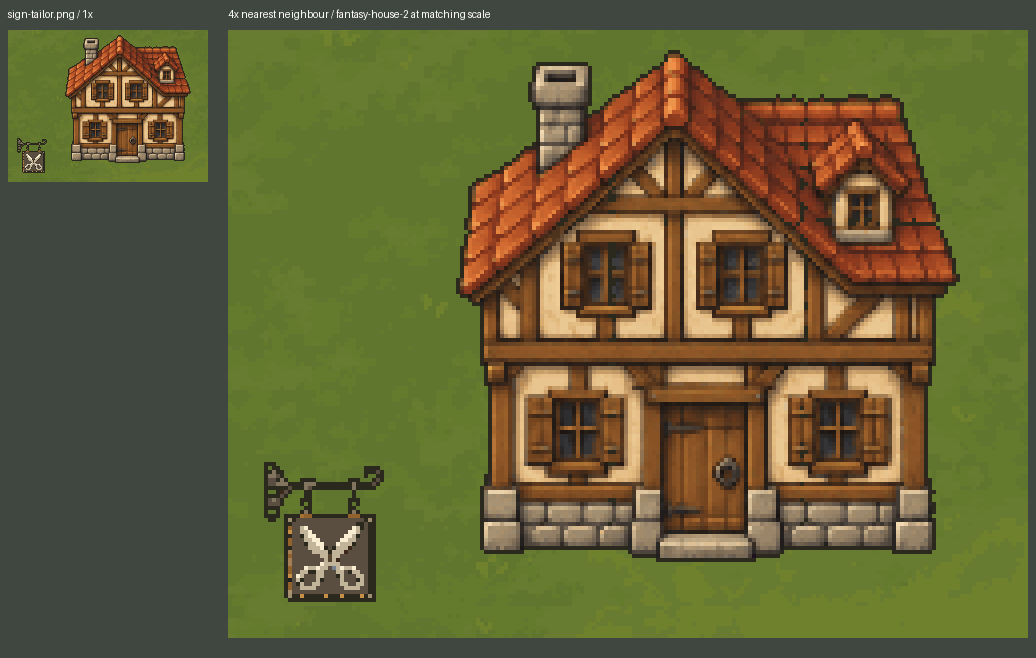 sign-tailor.png / 1x
4x nearest neighbour / fantasy-house-2 at matching scale